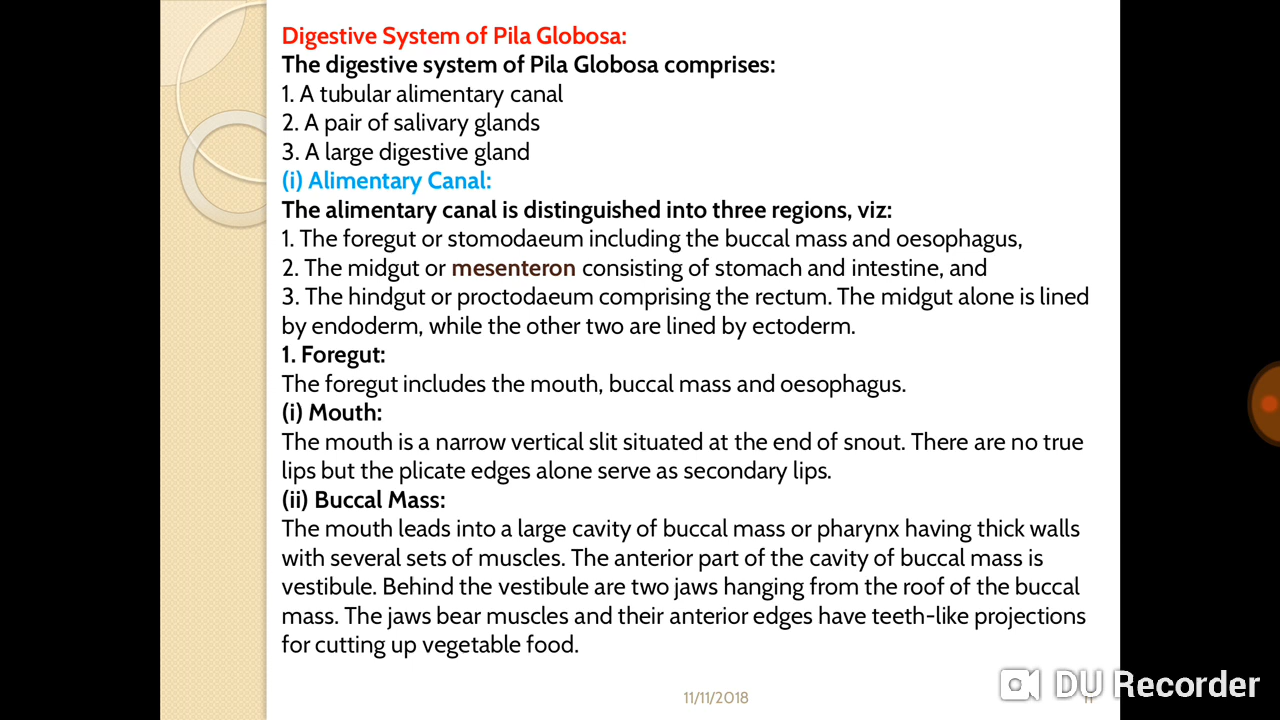 Digestive System of Pila Globosa:
The digestive system of Pila Globosa comprises:
1. A tubular alimentary canal
2. A pair of salivary glands
3. A large digestive gland
(i) Alimentary Canal:
The alimentary canal is distinguished into three regions, viz:
1. The foregut or stomodaeum including the buccal mass and oesophagus,
2. The midgut or mesenteron consisting of stomach and intestine, and
3. The hindgut or proctodaeum comprising the rectum. The midgut alone is lined
by endoderm, while the other two are lined by ectoderm.
1. Foregut:
The foregut includes the mouth, buccal mass and oesophagus.
(i) Mouth:
The mouth is a narrow vertical slit situated at the end of snout. There are no true
lips but the plicate edges alone serve as secondary lips.
(ii) Buccal Mass:
The mouth leads into a large cavity of buccal mass or pharynx having thick walls
with several sets of muscles. The anterior part of the cavity of buccal mass is
vestibule. Behind the vestibule are two jaws hanging from the roof of the buccal
mass. The jaws bear muscles and their anterior edges have teeth-like projections
for cutting up vegetable food.
11/11/2018
DU Recorder